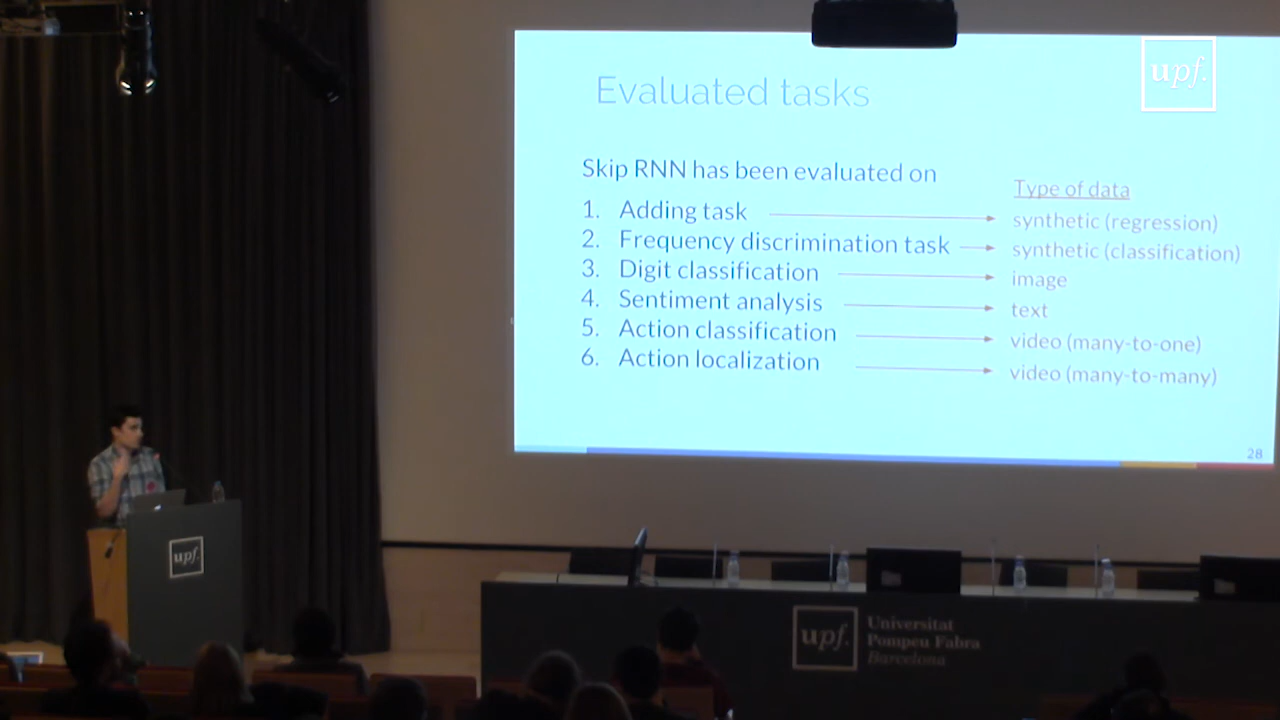 upf.
Evaluated tasks
Skip RNN has been evaluated on
Type of data
1. Adding task synthetic (regression)
2. Frequency discrimination task synthetic (classification)
3. Digit classification image
4. Sentiment analysis text
5. Action classification video (many-to-one)
6. Action localization video (many-to-many)
28
upf.
upf.
Universitat
Pompeu Fabra
Barcelona